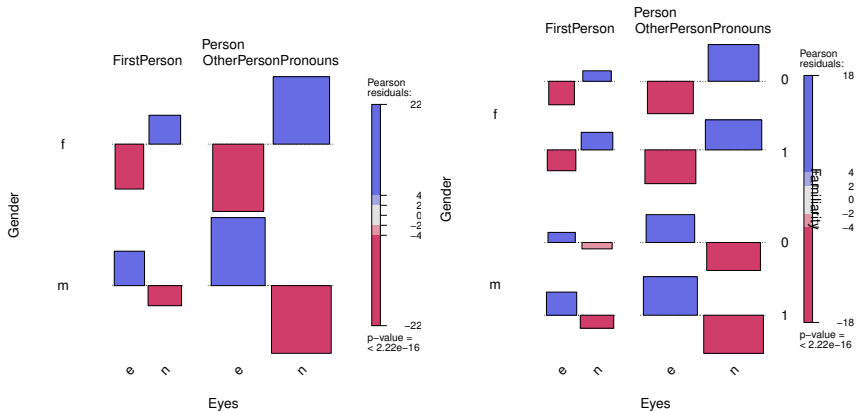 Person
FirstPerson OtherPersonPronouns
Pearson
residuals:
22
4
2
0
−2
−4
−22
p-value =
< 2.22e-16
Gender
f
m
e n e n
Eyes
Person
FirstPerson OtherPersonPronouns
Pearson
residuals:
18
4
2
0
−2
−4
−18
p-value =
< 2.22e-16
Gender
f
m
0
1
0
1
Familiarity
e n e n
Eyes